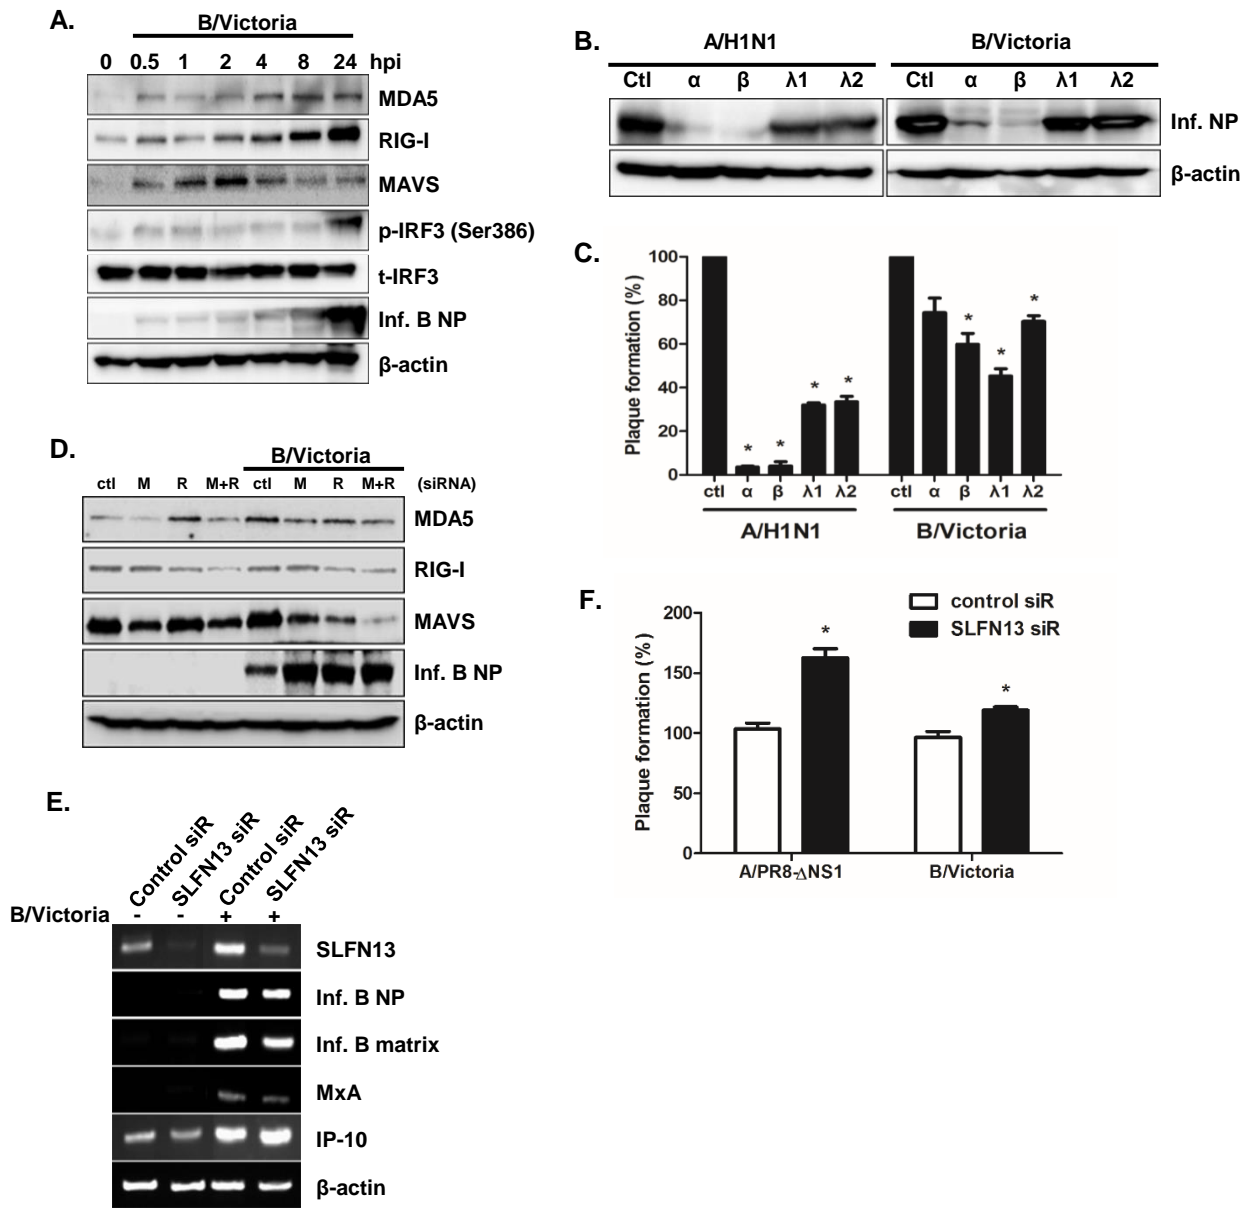 A.
B/Victoria
0 0.5 1 2 4 8 24 hpi
MDA5
RIG-I
MAVS
p-IRF3 (Ser386)
t-IRF3
Inf. B NP
β-actin
B.
A/H1N1 B/Victoria
Ctl α β λ1 λ2 Ctl α β λ1 λ2
Inf. NP
β-actin
C.
Plaque formation (%)
100
80
60
40
20
0
* * * * * * *
ctl α β λ1 λ2 ctl α β λ1 λ2
A/H1N1 B/Victoria
D.
B/Victoria
ctl M R M+R ctl M R M+R (siRNA)
MDA5
RIG-I
MAVS
Inf. B NP
β-actin
E.
Control siR SLFN13 siR Control siR SLFN13 siR
B/Victoria - - + +
SLFN13
Inf. B NP
Inf. B matrix
MxA
IP-10
β-actin
F.
control siR
SLFN13 siR
Plaque formation (%)
200
150
100
50
0
* *
A/PR8-ΔNS1 B/Victoria